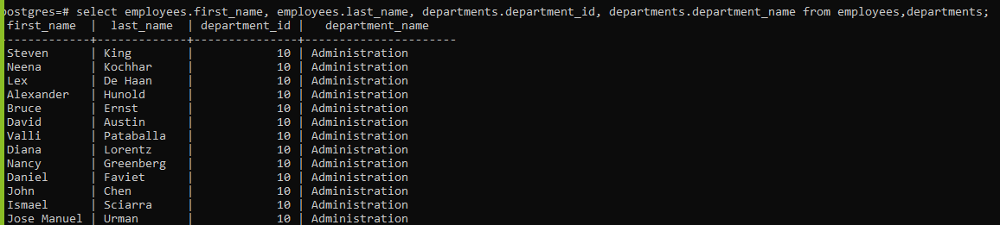 postgres=# select employees.first_name, employees.last_name, departments.department_id, departments.department_name from employees,departments;
 first_name  |  last_name  | department_id |   department_name
-------------+-------------+---------------+----------------------
 Steven      | King        |            10 | Administration
 Neena       | Kochhar     |            10 | Administration
 Lex         | De Haan     |            10 | Administration
 Alexander   | Hunold      |            10 | Administration
 Bruce       | Ernst       |            10 | Administration
 David       | Austin      |            10 | Administration
 Valli       | Pataballa   |            10 | Administration
 Diana       | Lorentz     |            10 | Administration
 Nancy       | Greenberg   |            10 | Administration
 Daniel      | Faviet      |            10 | Administration
 John        | Chen        |            10 | Administration
 Ismael      | Sciarra     |            10 | Administration
 Jose Manuel | Urman       |            10 | Administration